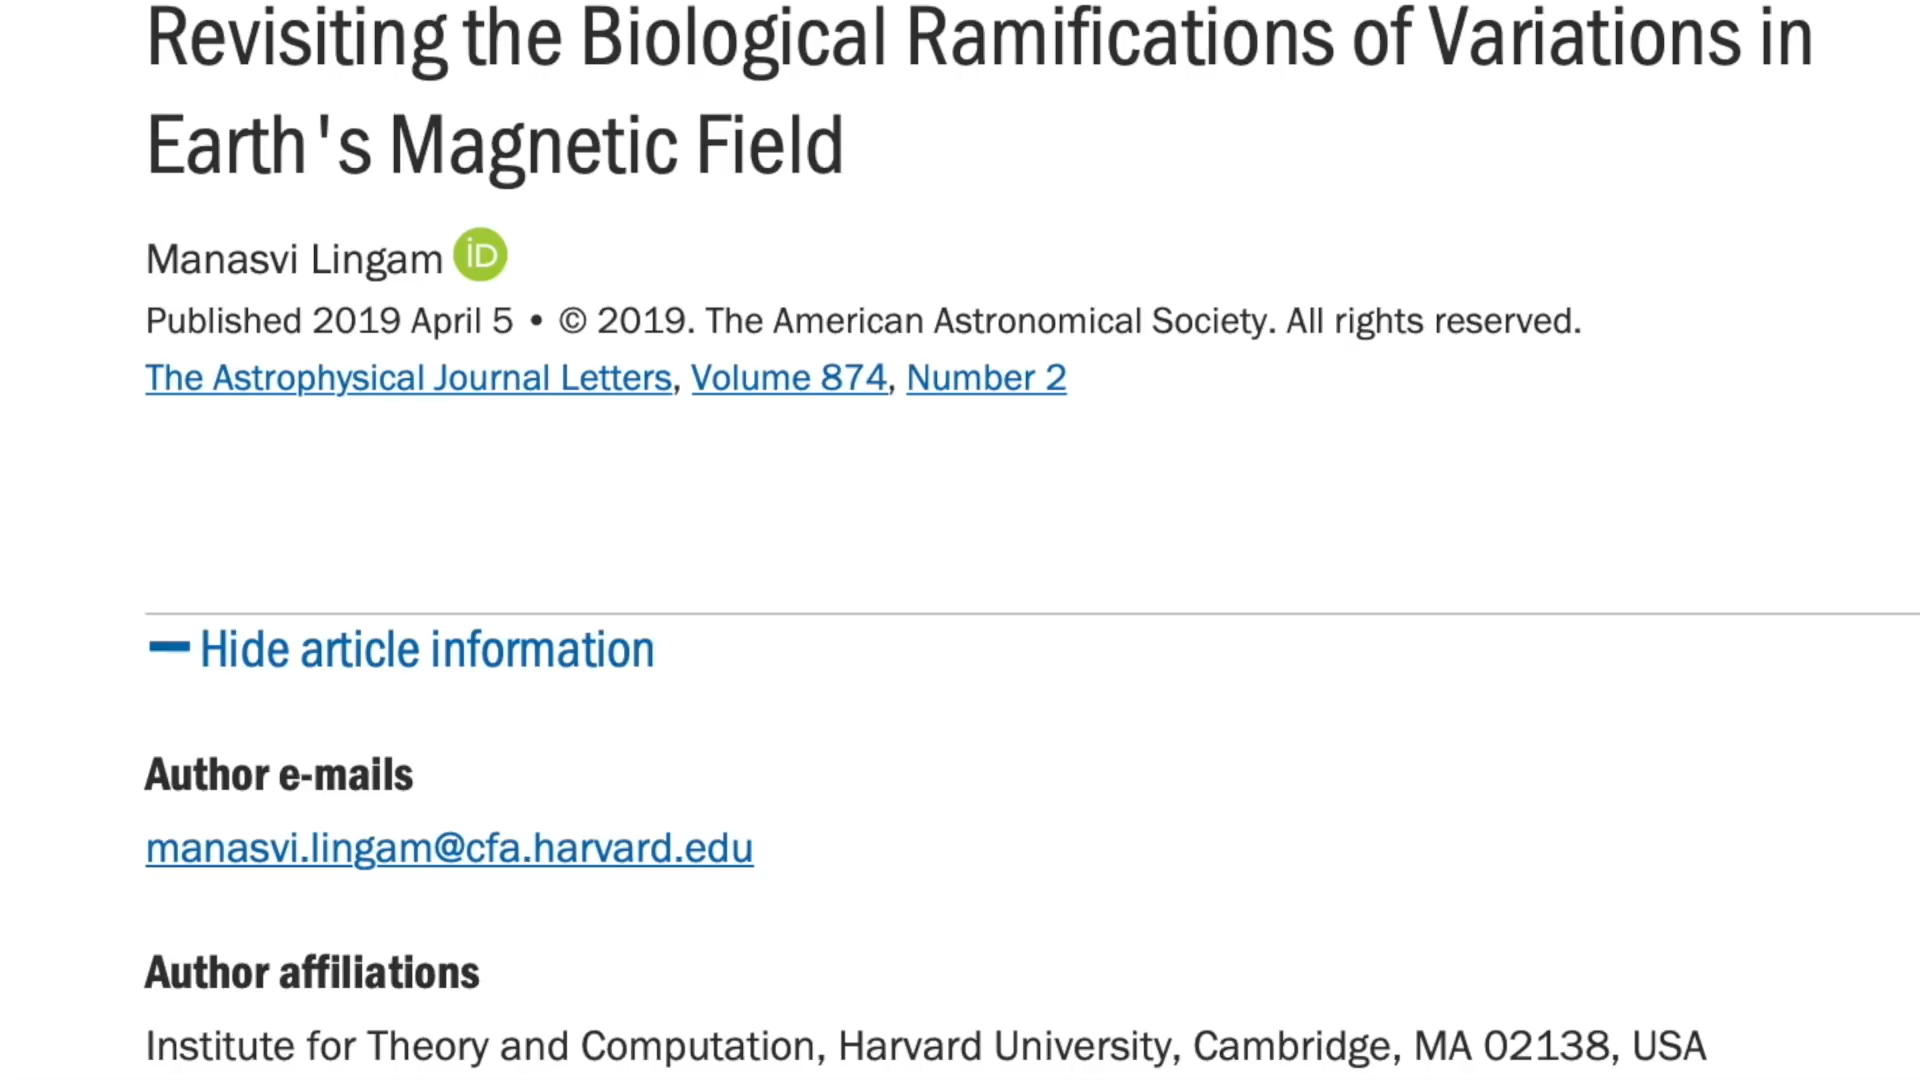 Revisiting the Biological Ramifications of Variations in
Earth's Magnetic Field
Manasvi Lingam iD
Published 2019 April 5 • © 2019. The American Astronomical Society. All rights reserved.
The Astrophysical Journal Letters, Volume 874, Number 2
Hide article information
Author e-mails
manasvi.lingam@cfa.harvard.edu
Author affiliations
Institute for Theory and Computation, Harvard University, Cambridge, MA 02138, USA